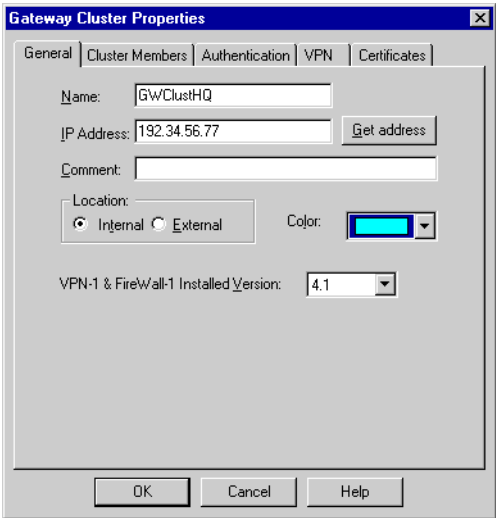 Gateway Cluster Properties
General Cluster Members Authentication VPN Certificates
Name: GWClustHQ
IP Address: 192.34.56.77 Get address
Comment:
Location:
Internal External Color:
VPN-1 & FireWall-1 Installed Version: 4.1
OK Cancel Help